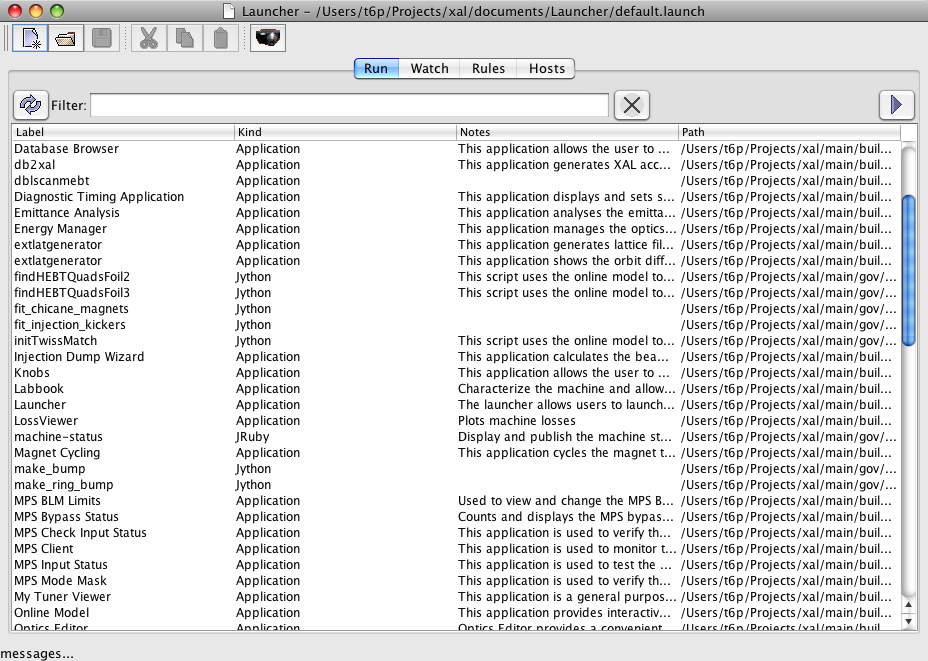 Launcher – /Users/t6p/Projects/xal/documents/Launcher/default.launch
Run Watch Rules Hosts
Filter:
Label Kind Notes Path
Database Browser Application This application allows the user to ... /Users/t6p/Projects/xal/main/buil...
db2xal Application This application generates XAL acc... /Users/t6p/Projects/xal/main/buil...
dblscanmebt Application /Users/t6p/Projects/xal/main/buil...
Diagnostic Timing Application Application This application displays and sets s... /Users/t6p/Projects/xal/main/buil...
Emittance Analysis Application This application analyses the emitta... /Users/t6p/Projects/xal/main/buil...
Energy Manager Application This application manages the optics... /Users/t6p/Projects/xal/main/buil...
extlatgenerator Application This application generates lattice fil... /Users/t6p/Projects/xal/main/buil...
extlatgenerator Application This application shows the orbit diff... /Users/t6p/Projects/xal/main/buil...
findHEBTQuadsFoil2 Jython This script uses the online model to... /Users/t6p/Projects/xal/main/gov/...
findHEBTQuadsFoil3 Jython This script uses the online model to... /Users/t6p/Projects/xal/main/gov/...
fit_chicane_magnets Jython /Users/t6p/Projects/xal/main/gov/...
fit_injection_kickers Jython /Users/t6p/Projects/xal/main/gov/...
initTwissMatch Jython This script uses the online model to... /Users/t6p/Projects/xal/main/gov/...
Injection Dump Wizard Application This application calculates the bea... /Users/t6p/Projects/xal/main/buil...
Knobs Application This application allows the user to ... /Users/t6p/Projects/xal/main/buil...
Labbook Application Characterize the machine and allow... /Users/t6p/Projects/xal/main/buil...
Launcher Application The launcher allows users to launch... /Users/t6p/Projects/xal/main/buil...
LossViewer Application Plots machine losses /Users/t6p/Projects/xal/main/buil...
machine-status JRuby Display and publish the machine st... /Users/t6p/Projects/xal/main/gov/...
Magnet Cycling Application This application cycles the magnet t... /Users/t6p/Projects/xal/main/buil...
make_bump Jython /Users/t6p/Projects/xal/main/gov/...
make_ring_bump Jython /Users/t6p/Projects/xal/main/gov/...
MPS BLM Limits Application Used to view and change the MPS B... /Users/t6p/Projects/xal/main/buil...
MPS Bypass Status Application Counts and displays the MPS bypas... /Users/t6p/Projects/xal/main/buil...
MPS Check Input Status Application This application is used to verify th... /Users/t6p/Projects/xal/main/buil...
MPS Client Application This application is used to monitor t... /Users/t6p/Projects/xal/main/buil...
MPS Input Status Application This application is used to test the ... /Users/t6p/Projects/xal/main/buil...
MPS Mode Mask Application This application is used to verify th... /Users/t6p/Projects/xal/main/buil...
My Tuner Viewer Application This application is a general purpos... /Users/t6p/Projects/xal/main/buil...
Online Model Application This application provides interactiv... /Users/t6p/Projects/xal/main/buil...
Optics Editor Application Optics Editor provides a convenient... /Users/t6p/Projects/xal/main/buil...
messages...